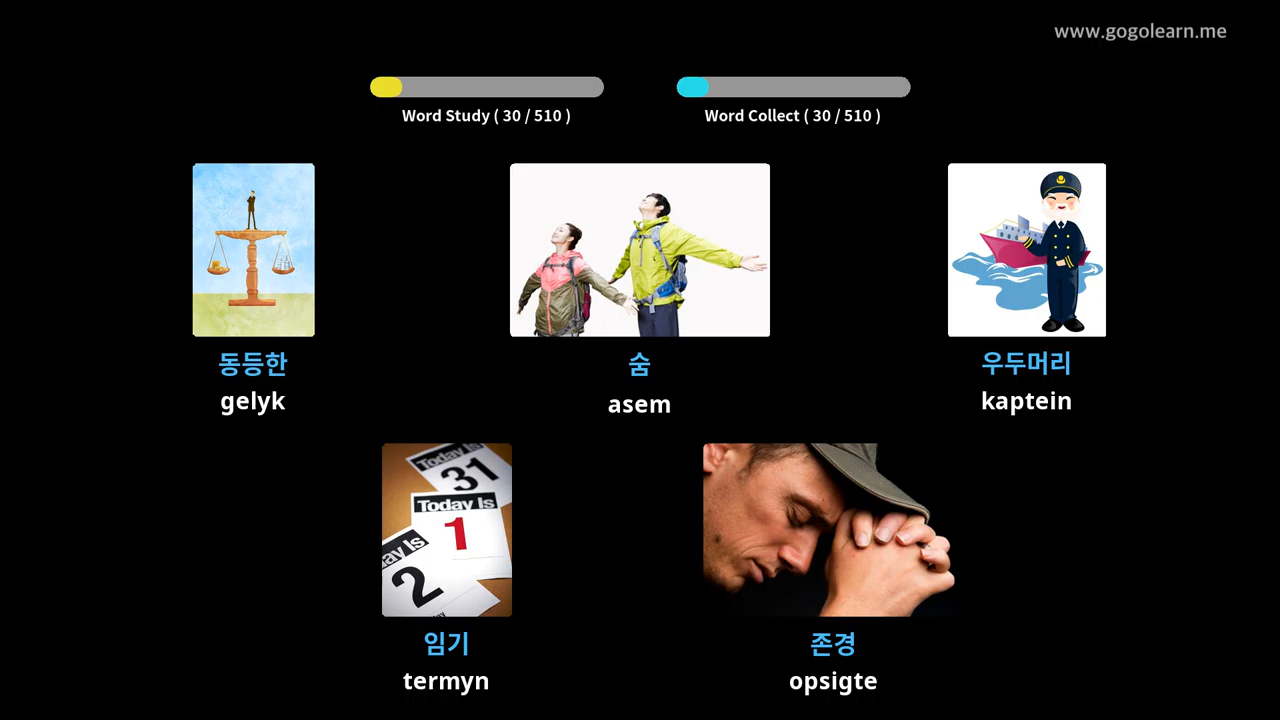 www.gogolearn.me
Word Study ( 30 / 510 )
Word Collect ( 30 / 510 )
동등한
gelyk
숨
asem
우두머리
kaptein
Today Is
31
Today Is
1
ay Is
2
임기
termyn
존경
opsigte